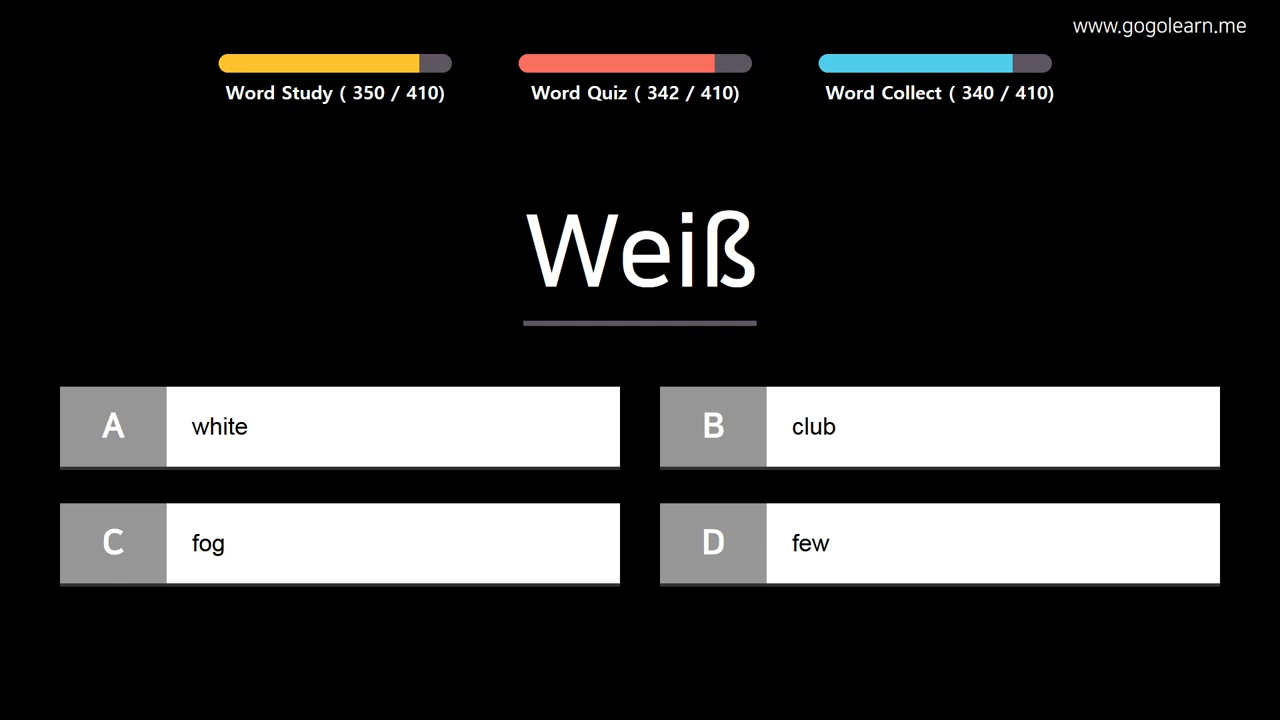 www.gogolearn.me
Word Study ( 350 / 410)
Word Quiz ( 342 / 410)
Word Collect ( 340 / 410)
Weiß
A white
B club
C fog
D few